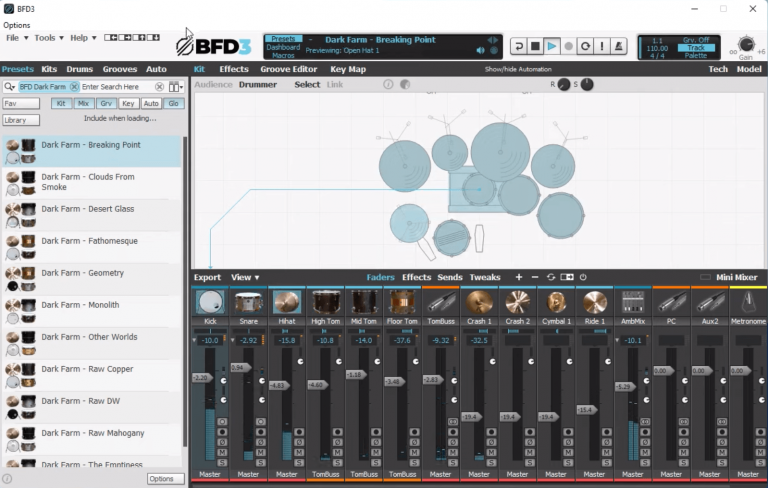 BFD3
Options
File ▾ Tools ▾ Help ▾
BFD3
Presets - Dark Farm - Breaking Point
Dashboard Previewing: Open Hat 1
Macros
1.1 Grv. Off
110.00 Track
4 / 4 Palette
-∞ +6
Gain
Presets Kits Drums Grooves Auto
Kit Effects Groove Editor Key Map
Show/hide Automation
Tech Model
BFD Dark Farm Enter Search Here
Audience Drummer Select Link
R S
Fav Kit Mix Grv Key Auto Glo
Library Include when loading...
Dark Farm - Breaking Point
Dark Farm - Clouds From
Smoke
Dark Farm - Desert Glass
Dark Farm - Fathomesque
Dark Farm - Geometry
Dark Farm - Monolith
Dark Farm - Other Worlds
Dark Farm - Raw Copper
Dark Farm - Raw DW
Dark Farm - Raw Mahogany
Dark Farm - The Emptiness
Options
Export View ▾ Faders Effects Sends Tweaks Mini Mixer
Kick Snare Hihat High Tom Mid Tom Floor Tom TomBuss Crash 1 Crash 2 Cymbal 1 Ride 1 AmbMix PC Aux2 Metronome
-10.0 -2.92 -15.8 -10.8 -14.0 -37.6 -9.32 -32.5 -10.1
-2.20 0.94 -4.83 -4.60 -1.16 -3.48 -2.83 -19.4 -19.4 -19.4 -15.4 -5.29 0.00 0.00 0.00
Master Master Master TomBuss TomBuss TomBuss Master Master Master Master Master Master Master Master Master